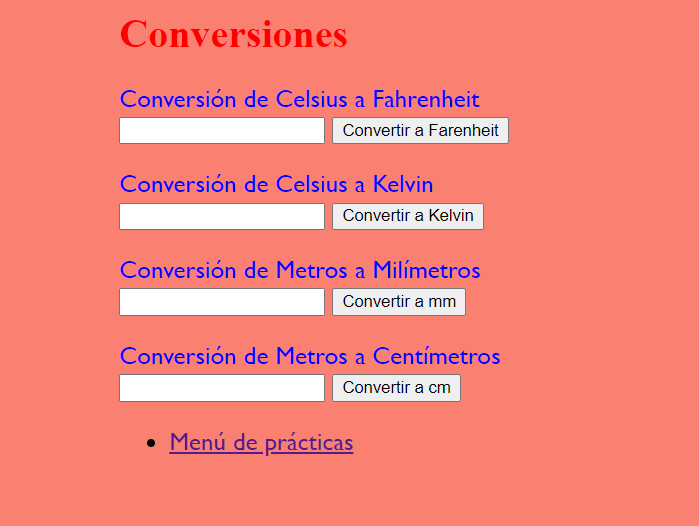 Conversiones
Conversión de Celsius a Fahrenheit
Convertir a Farenheit
Conversión de Celsius a Kelvin
Convertir a Kelvin
Conversión de Metros a Milímetros
Convertir a mm
Conversión de Metros a Centímetros
Convertir a cm
Menú de prácticas